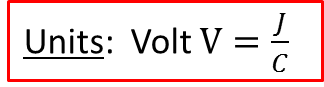 Units: Volt V = J/C